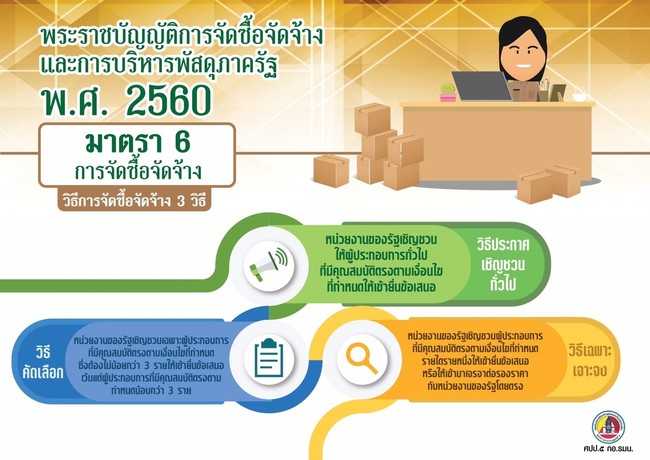 พระราชบัญญัติการจัดซื้อจัดจ้าง
และการบริหารพัสดุภาครัฐ
พ.ศ. 2560
มาตรา 6
การจัดซื้อจัดจ้าง
วิธีการจัดซื้อจัดจ้าง 3 วิธี
หน่วยงานของรัฐเชิญชวน
ให้ผู้ประกอบการทั่วไป
ที่มีคุณสมบัติตรงตามเงื่อนไข
ที่กำหนดให้เข้ายื่นข้อเสนอ
วิธีประกาศ
เชิญชวน
ทั่วไป
วิธี
คัดเลือก
หน่วยงานของรัฐเชิญชวนเฉพาะผู้ประกอบการ
ที่มีคุณสมบัติตรงตามเงื่อนไขที่กำหนด
ซึ่งต้องไม่น้อยกว่า 3 รายให้เข้ายื่นข้อเสนอ
เว้นแต่ผู้ประกอบการที่มีคุณสมบัติตรงตาม
กำหนดน้อยกว่า 3 ราย
หน่วยงานของรัฐเชิญชวนผู้ประกอบการ
ที่มีคุณสมบัติตรงตามเงื่อนไขที่กำหนด
รายใดรายหนึ่งให้เข้ายื่นข้อเสนอ
หรือให้เข้ามาเจรจาต่อรองราคา
กับหน่วยงานของรัฐโดยตรง
วิธีเฉพาะ
เจาะจง
ศปป.๕ กอ.รมน.